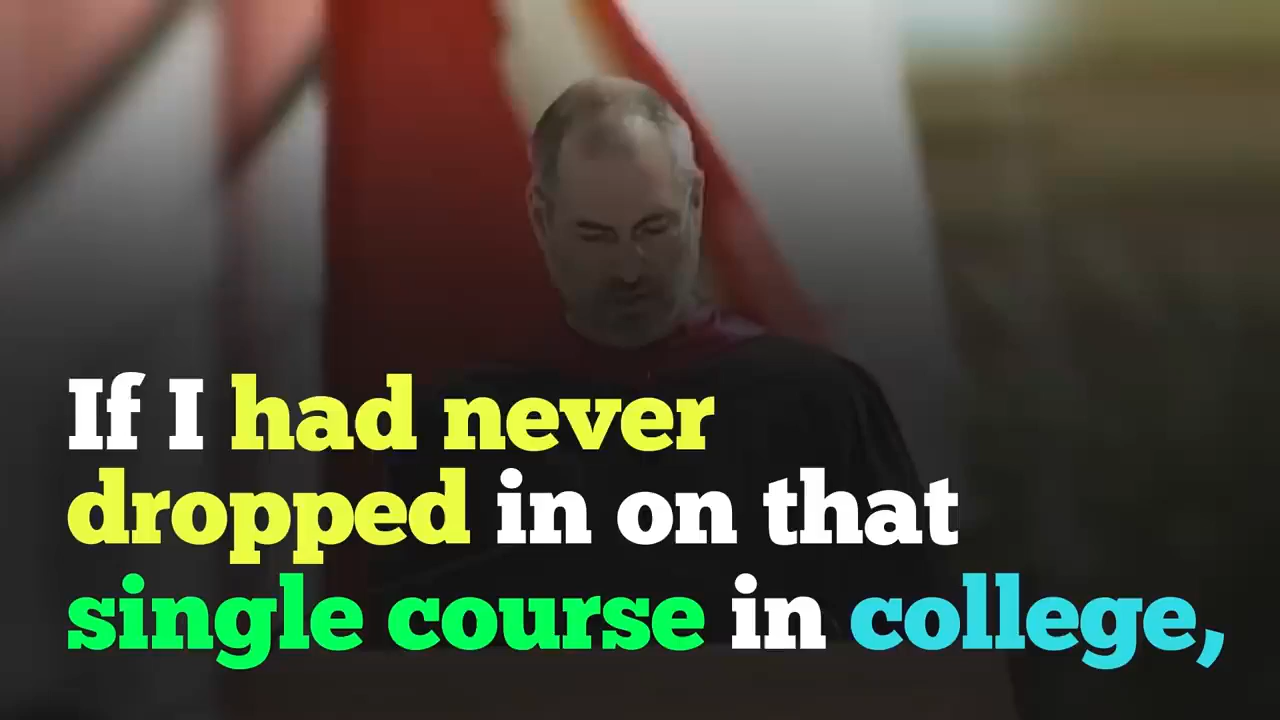 If I had never
dropped in on that
single course in college,